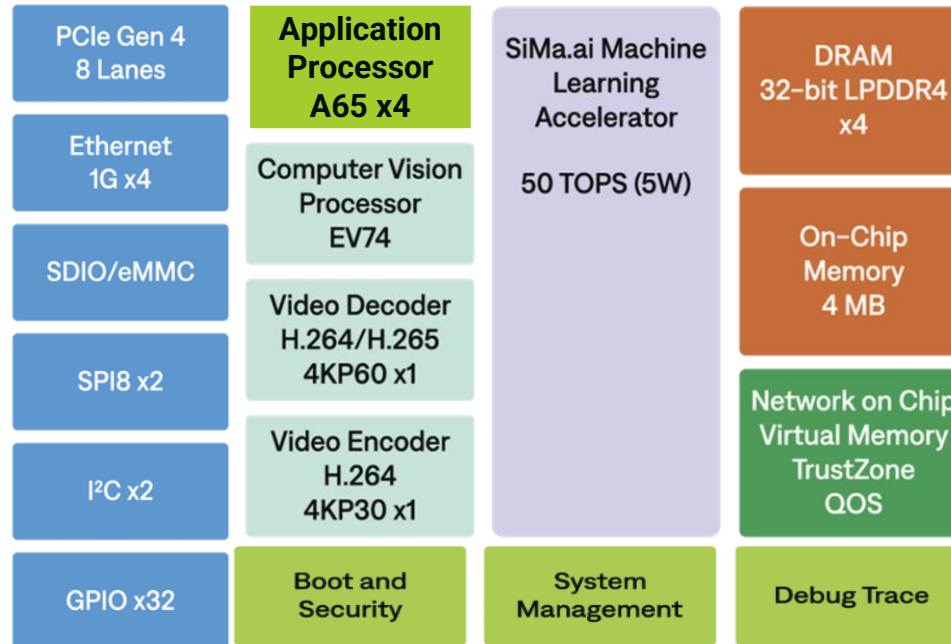 PCIe Gen 4
8 Lanes
Ethernet
1G x4
SDIO/eMMC
SPI8 x2
I²C x2
GPIO x32
Application
Processor
A65 x4
Computer Vision
Processor
EV74
Video Decoder
H.264/H.265
4KP60 x1
Video Encoder
H.264
4KP30 x1
Boot and
Security
SiMa.ai Machine
Learning
Accelerator
50 TOPS (5W)
System
Management
DRAM
32-bit LPDDR4
x4
On-Chip
Memory
4 MB
Network on Chip
Virtual Memory
TrustZone
QOS
Debug Trace